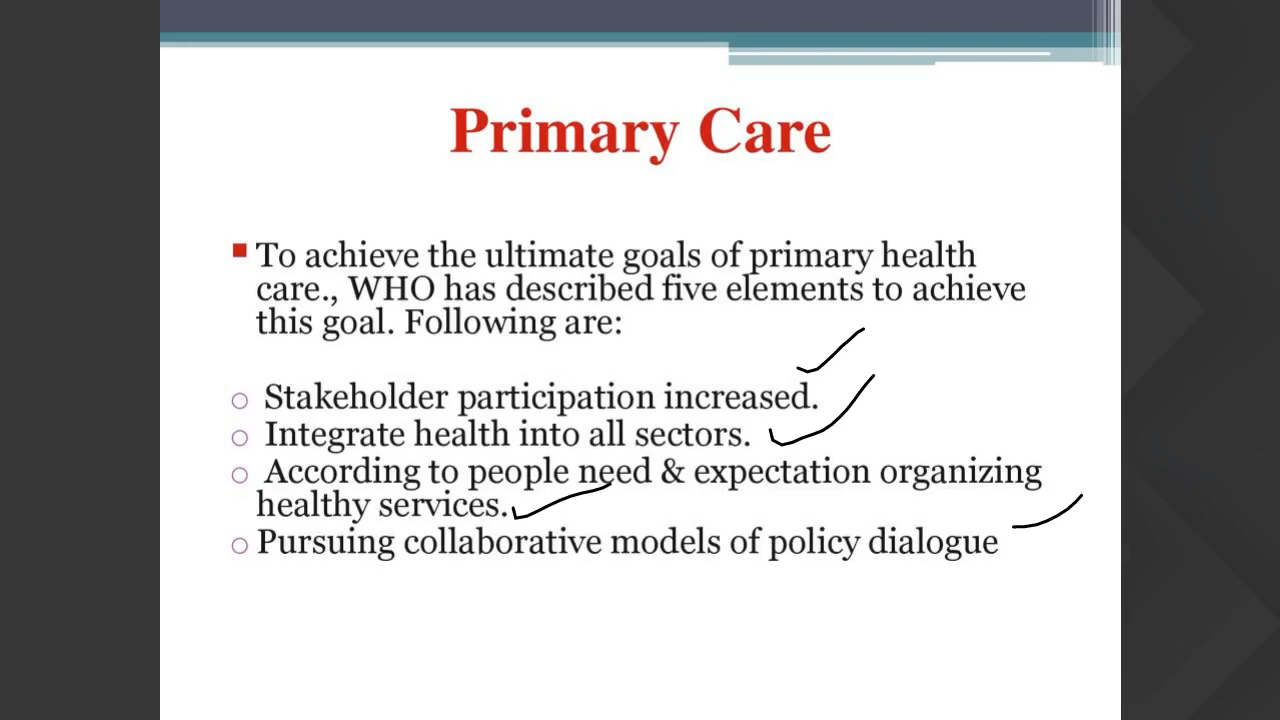 Primary Care
To achieve the ultimate goals of primary health
care., WHO has described five elements to achieve
this goal. Following are:
Stakeholder participation increased.
Integrate health into all sectors.
According to people need & expectation organizing
healthy services.
Pursuing collaborative models of policy dialogue